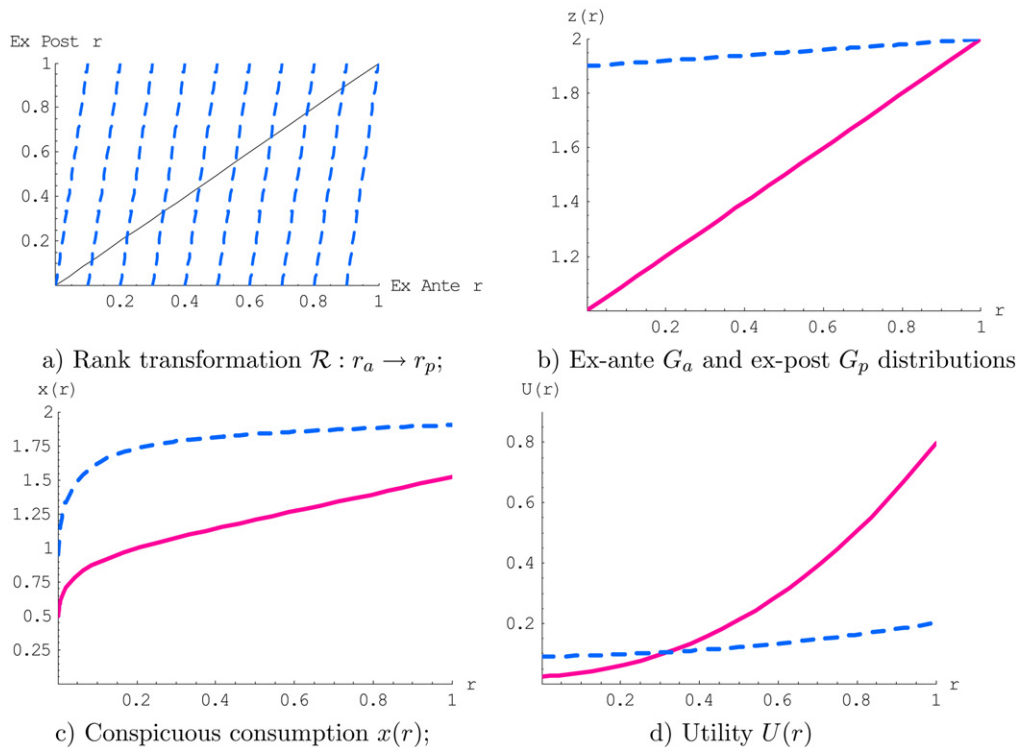 Ex Post r
1
0.8
0.6
0.4
0.2
0.2 0.4 0.6 0.8 1 Ex Ante r
a) Rank transformation ℛ : rₐ → rₚ;
z(r)
2
1.8
1.6
1.4
1.2
0.2 0.4 0.6 0.8 1 r
b) Ex-ante Gₐ and ex-post Gₚ distributions
x(r)
2
1.75
1.5
1.25
1
0.75
0.5
0.25
0.2 0.4 0.6 0.8 1 r
c) Conspicuous consumption x(r);
U(r)
0.8
0.6
0.4
0.2
0.2 0.4 0.6 0.8 1 r
d) Utility U(r)